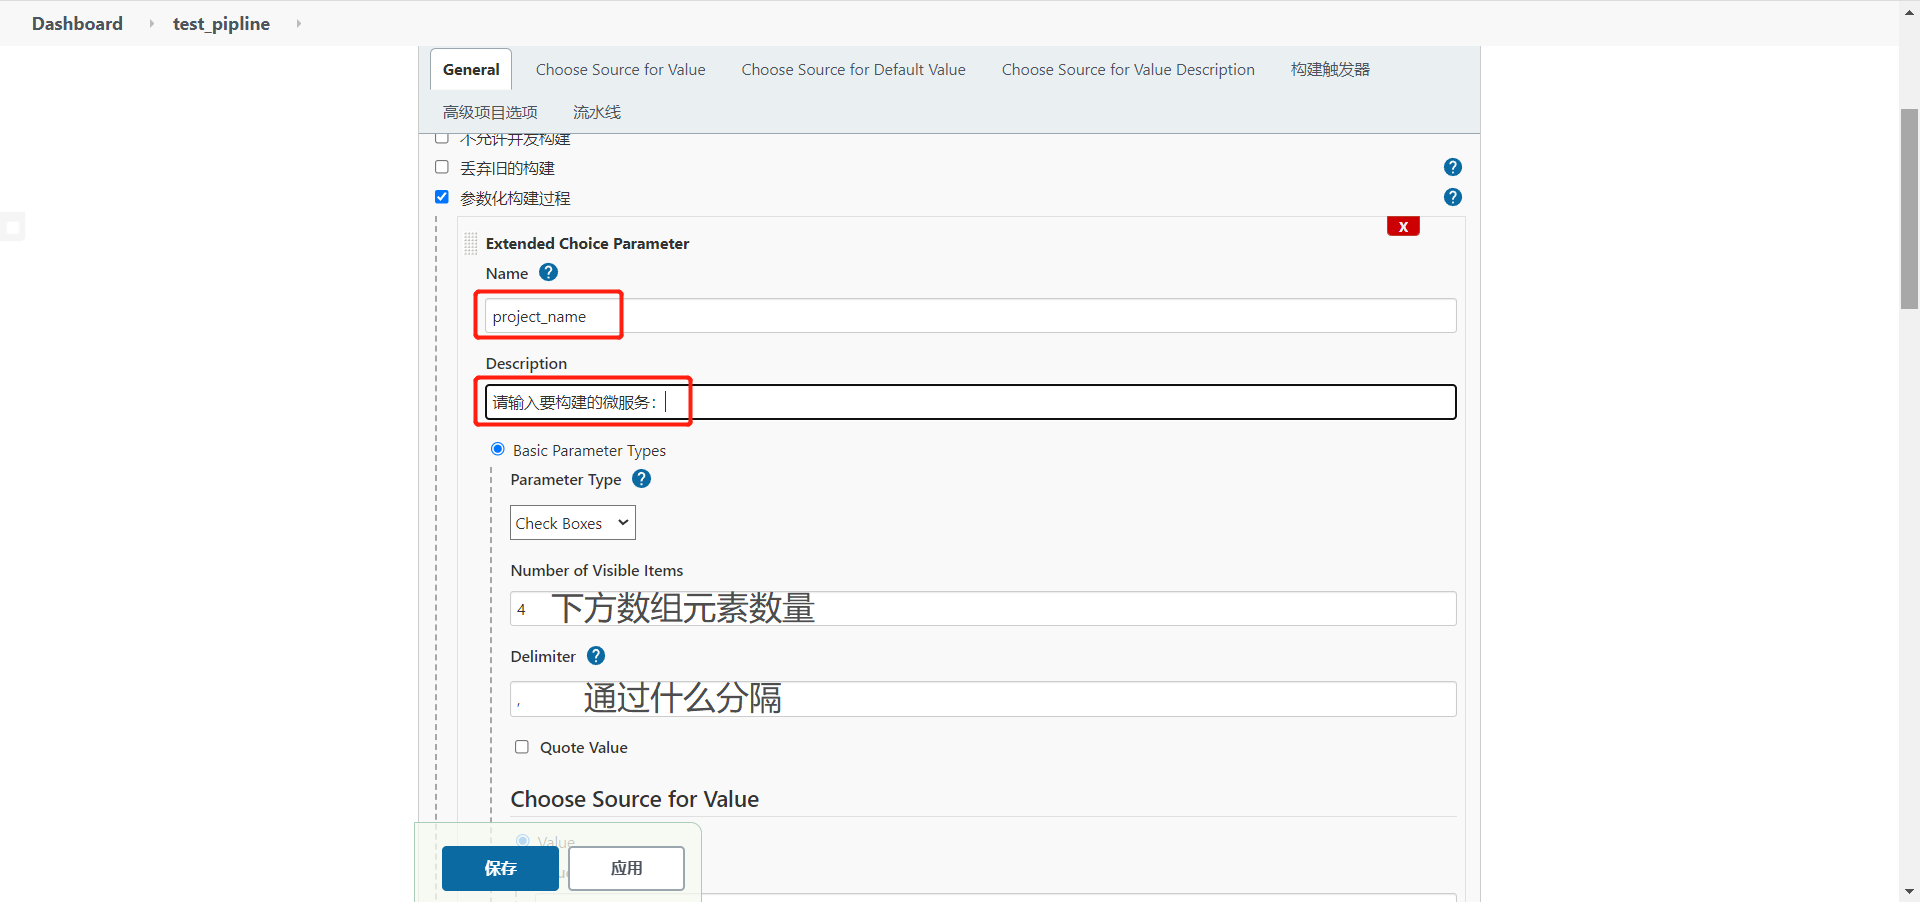 Dashboard test_pipline
General Choose Source for Value Choose Source for Default Value Choose Source for Value Description 构建触发器
高级项目选项 流水线
不允许并发构建
丢弃旧的构建
参数化构建过程
X
Extended Choice Parameter
Name
project_name
Description
请输入要构建的微服务：
Basic Parameter Types
Parameter Type
Check Boxes
Number of Visible Items
4 下方数组元素数量
Delimiter
, 通过什么分隔
Quote Value
Choose Source for Value
Value
保存 应用